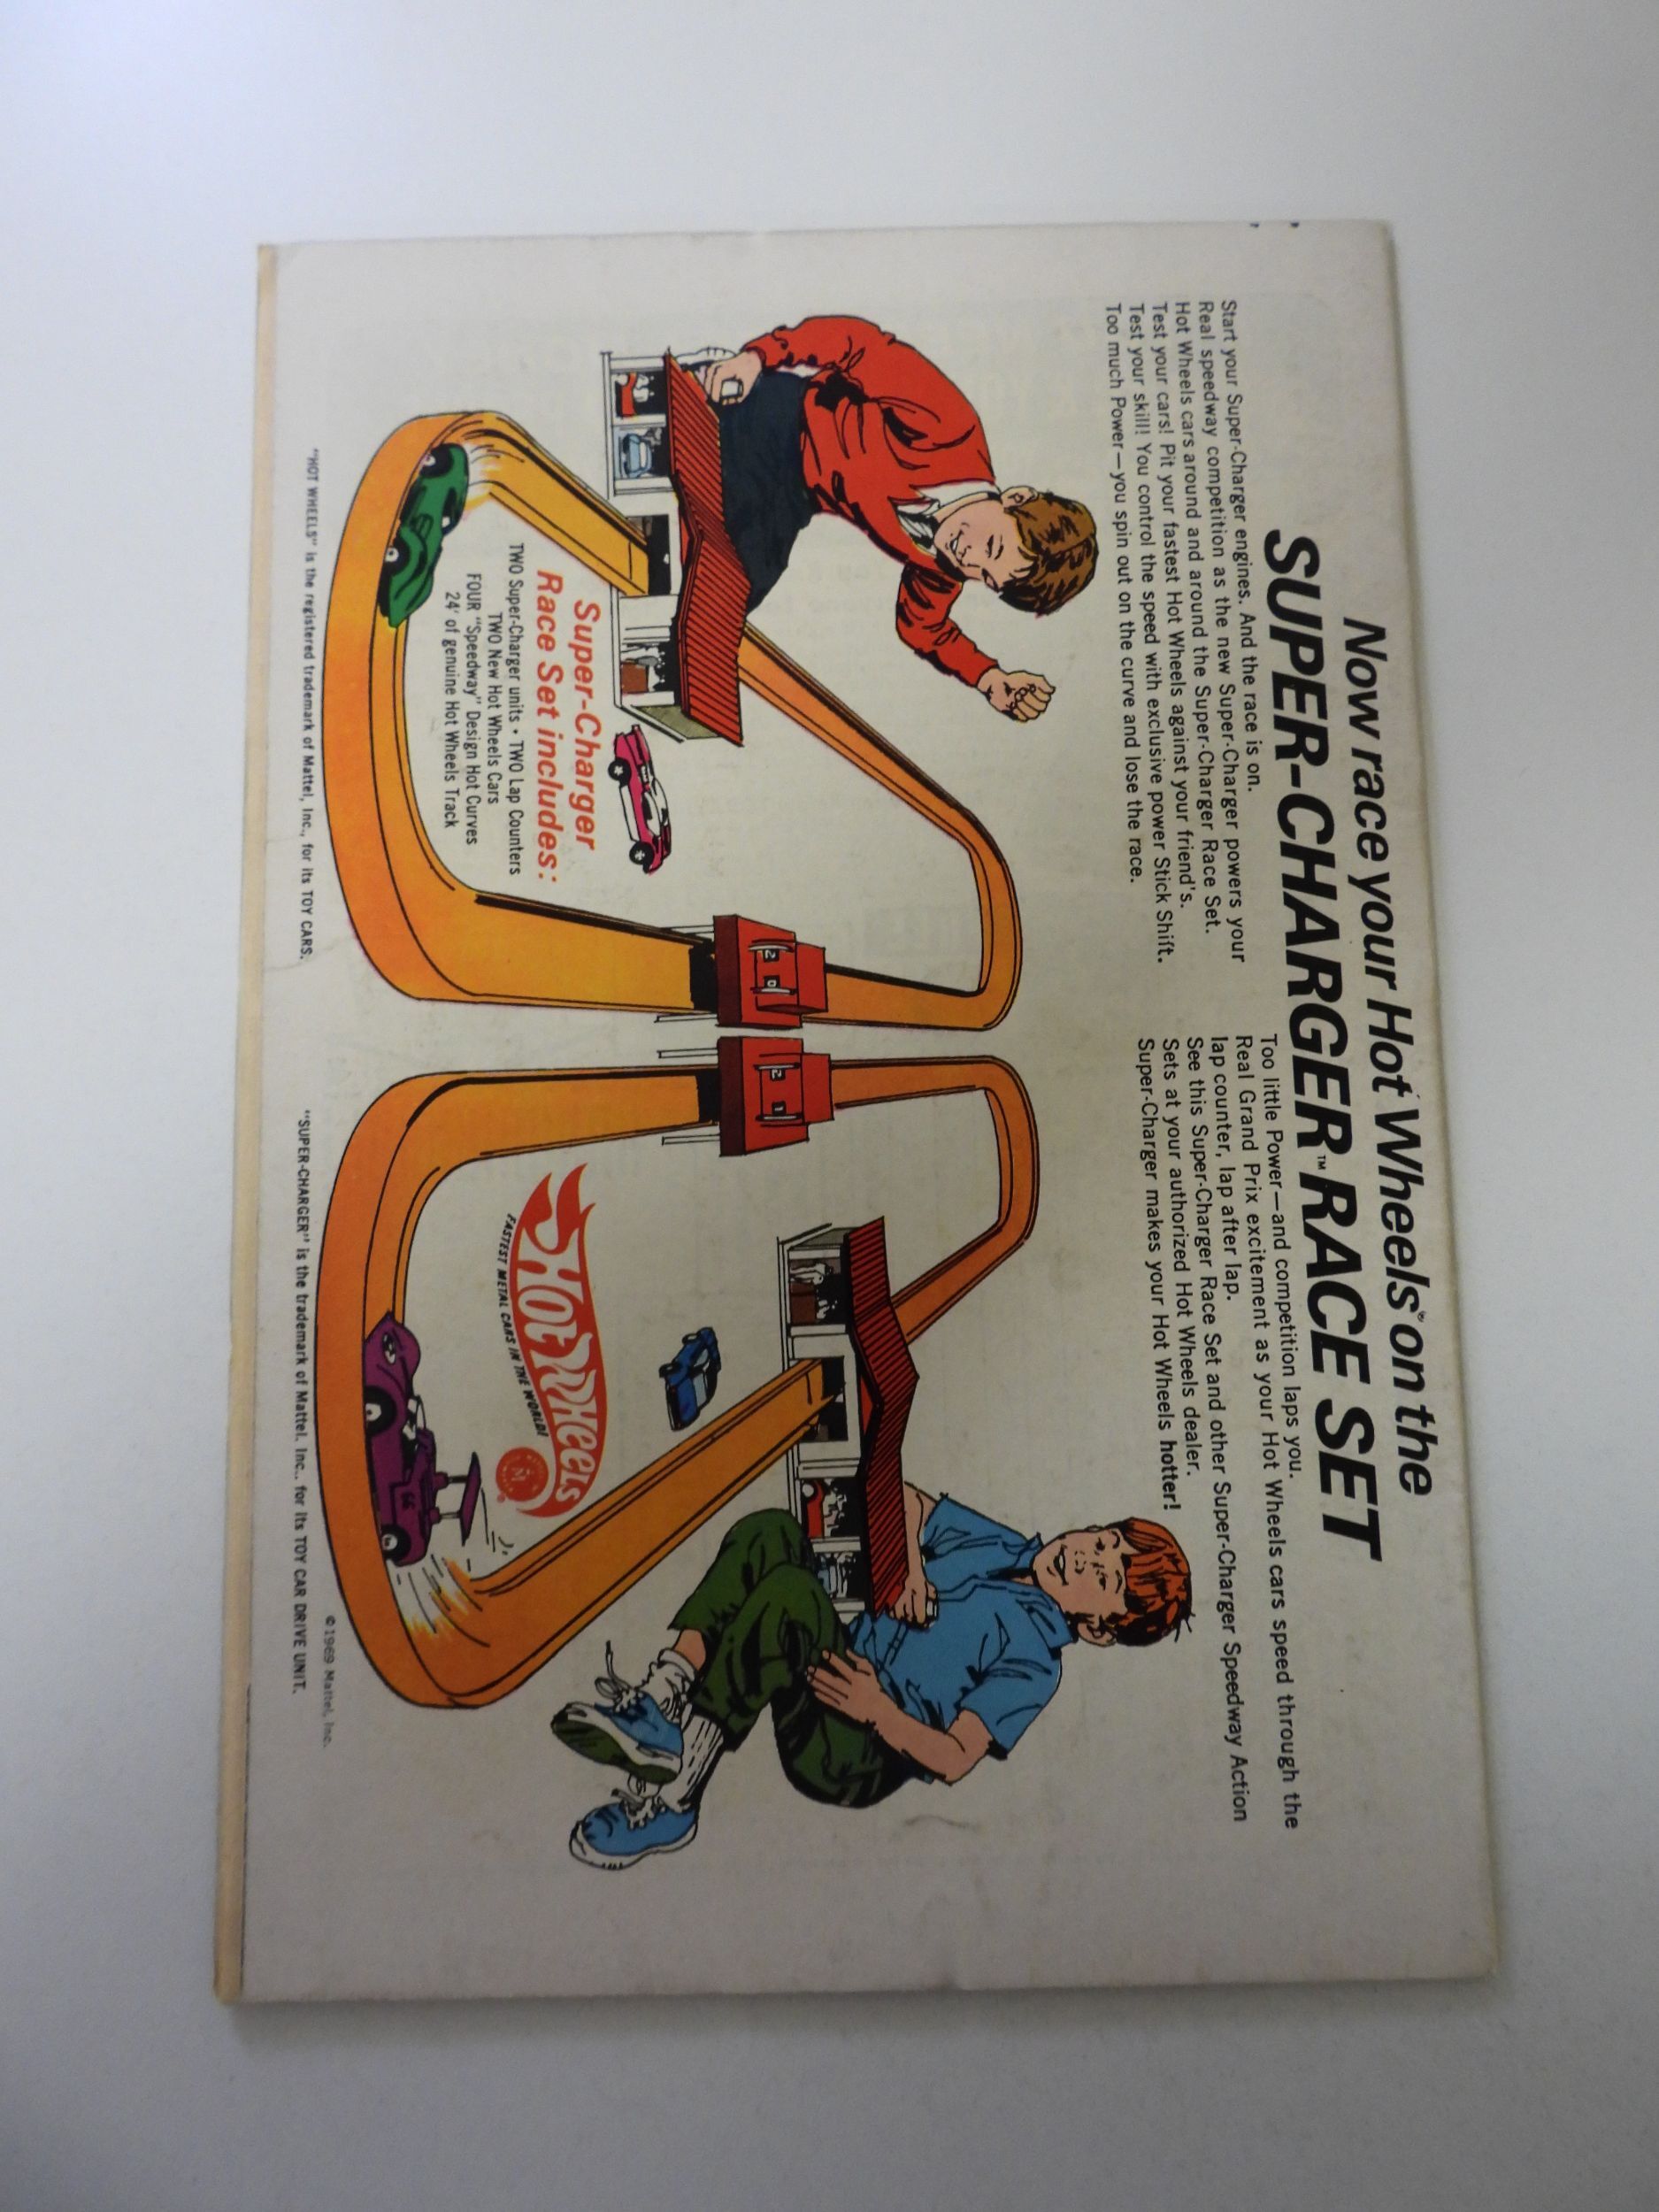 Now race your Hot Wheels® on the
SUPER-CHARGER™ RACE SET
Start your Super-Charger engines. And the race is on.
Real speedway competition as the new Super-Charger powers your
Hot Wheels cars around and around the Super-Charger Race Set.
Test your cars! Pit your fastest Hot Wheels against your friend's.
Test your skill! You control the speed with exclusive power Stick Shift.
Too much Power—you spin out on the curve and lose the race.
Too little Power—and competition laps you.
Real Grand Prix excitement as your Hot Wheels cars speed through the
lap counter, lap after lap.
See this Super-Charger Race Set and other Super-Charger Speedway Action
Sets at your authorized Hot Wheels dealer.
Super-Charger makes your Hot Wheels hotter!
2 0
2 1
Super-Charger
Race Set includes:
TWO Super-Charger units • TWO Lap Counters
TWO New Hot Wheels Cars
FOUR "Speedway" Design Hot Curves
24' of genuine Hot Wheels Track
HOT WHEELS
FASTEST METAL CARS IN THE WORLD!
M
®
66
© 1969 Mattel, Inc.
"HOT WHEELS" is the registered trademark of Mattel, Inc., for its TOY CARS.
"SUPER-CHARGER" is the trademark of Mattel, Inc., for its TOY CAR DRIVE UNIT.